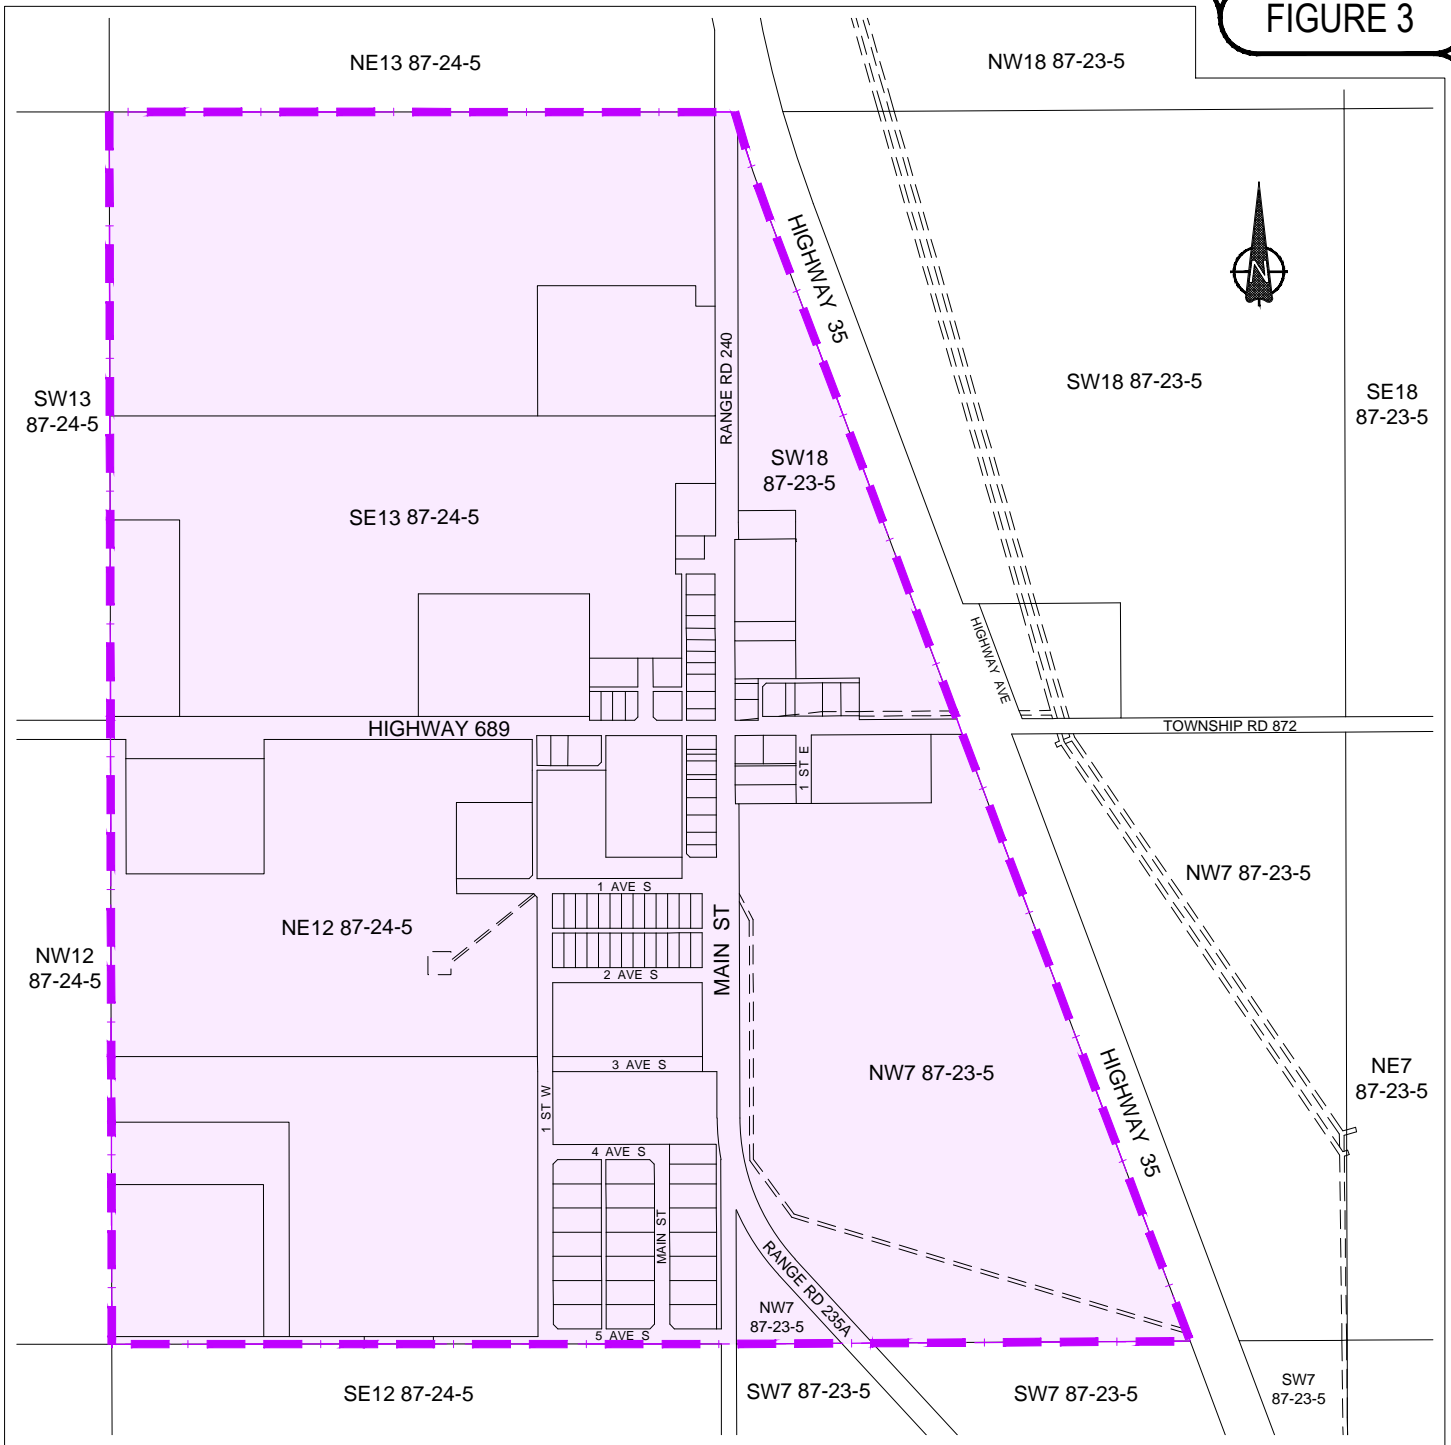 FIGURE 3
NE13 87-24-5
NW18 87-23-5
HIGHWAY 35
N
RANGE RD 240
SW18 87-23-5
SW13
87-24-5
SE18
87-23-5
SW18
87-23-5
SE13 87-24-5
HIGHWAY AVE
HIGHWAY 689
TOWNSHIP RD 872
1 ST E
NW7 87-23-5
1 AVE S
NE12 87-24-5
MAIN ST
NW12
87-24-5
2 AVE S
3 AVE S
NW7 87-23-5
NE7
87-23-5
1 ST W
HIGHWAY 35
4 AVE S
MAIN ST
RANGE RD 235A
NW7
87-23-5
5 AVE S
SE12 87-24-5
SW7 87-23-5
SW7 87-23-5
SW7
87-23-5